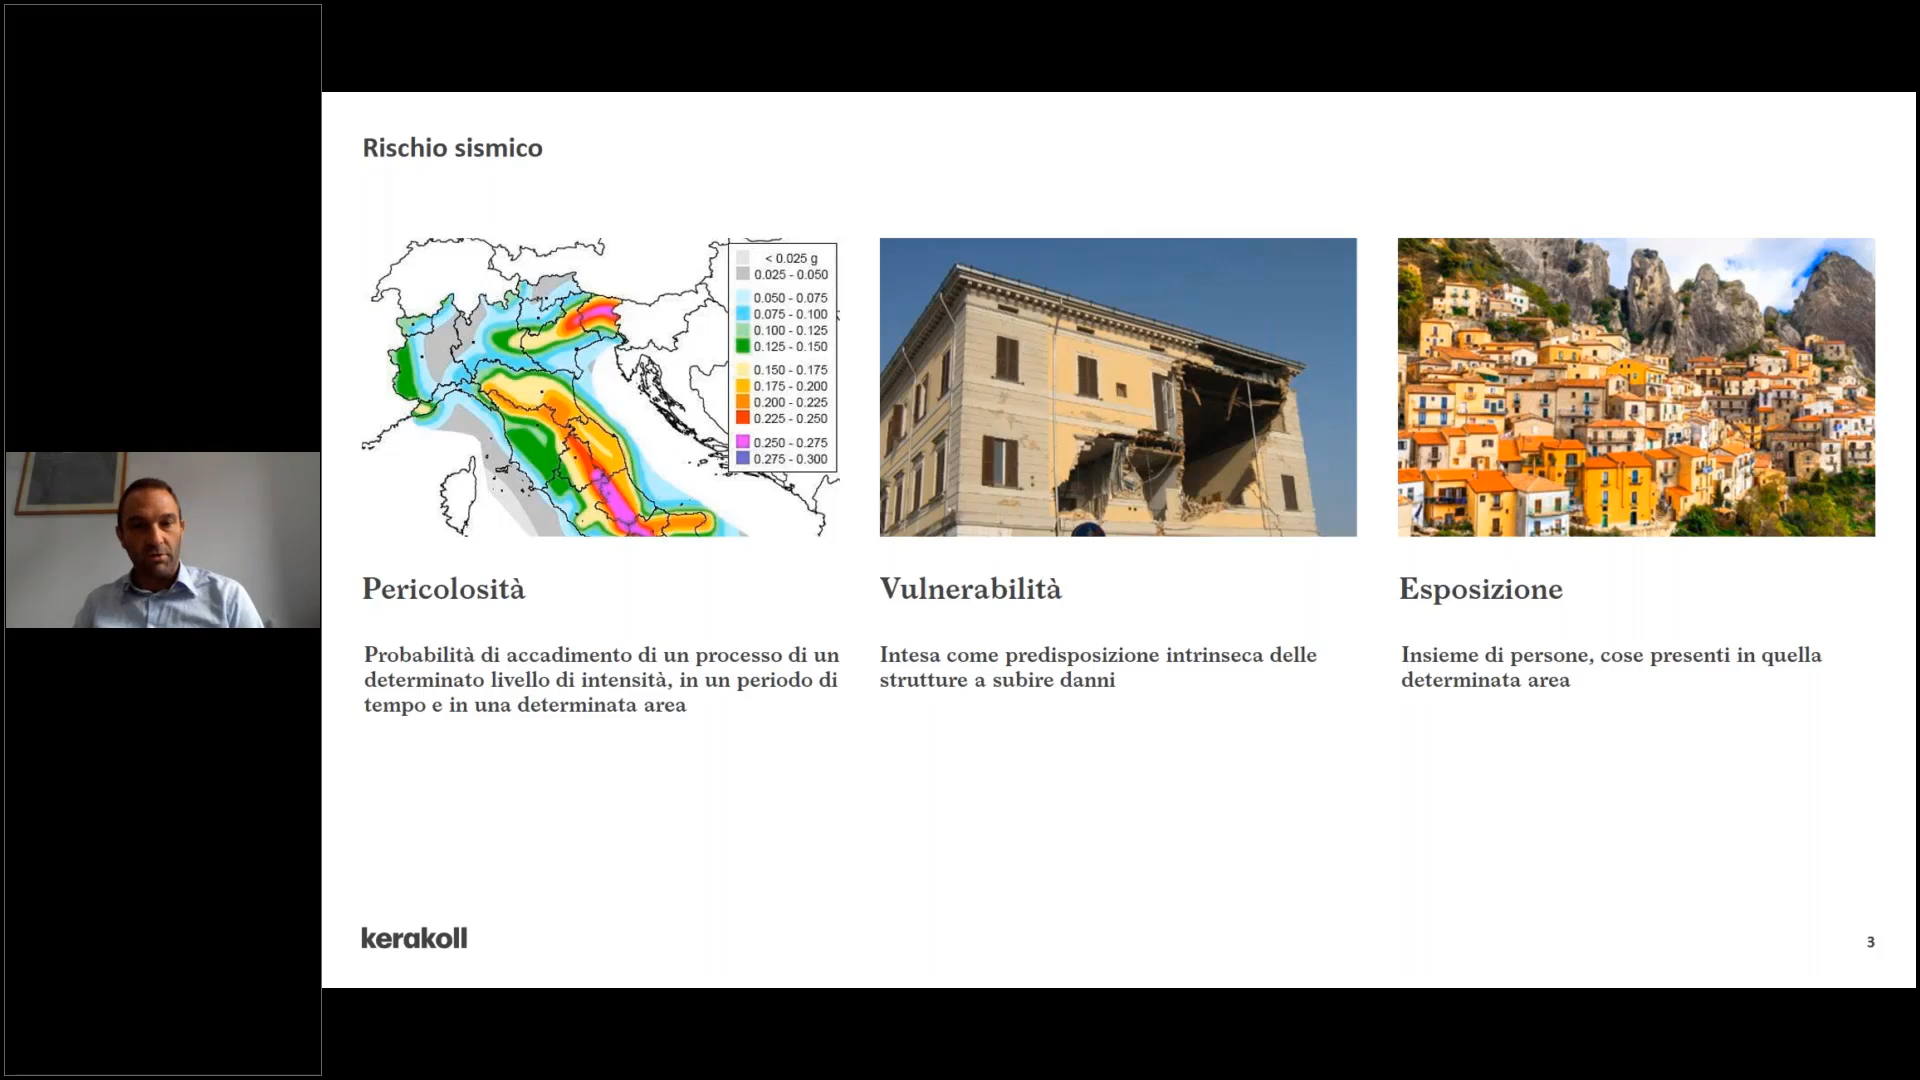 Rischio sismico
< 0.025 g
0.025 - 0.050
0.050 - 0.075
0.075 - 0.100
0.100 - 0.125
0.125 - 0.150
0.150 - 0.175
0.175 - 0.200
0.200 - 0.225
0.225 - 0.250
0.250 - 0.275
0.275 - 0.300
Pericolosità
Probabilità di accadimento di un processo di un
determinato livello di intensità, in un periodo di
tempo e in una determinata area
Vulnerabilità
Intesa come predisposizione intrinseca delle
strutture a subire danni
Esposizione
Insieme di persone, cose presenti in quella
determinata area
kerakoll
3